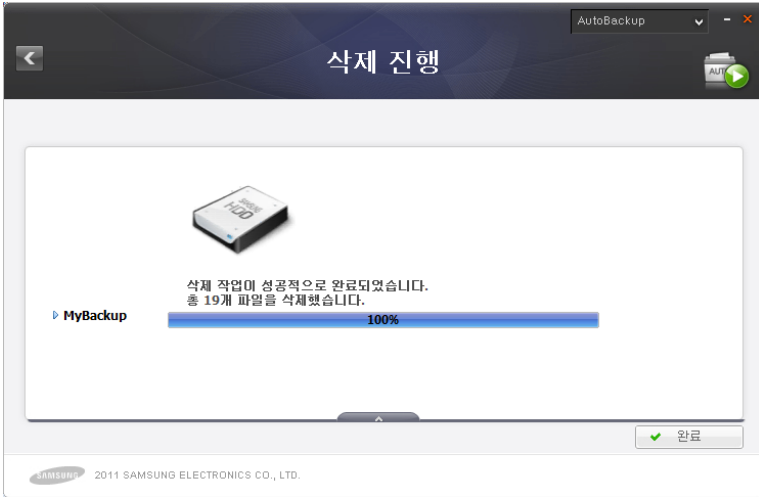 AutoBackup
삭제 진행
AUTO
SAMSUNG
HDD
삭제 작업이 성공적으로 완료되었습니다.
총 19개 파일을 삭제했습니다.
MyBackup
100%
완료
SAMSUNG
2011 SAMSUNG ELECTRONICS CO., LTD.